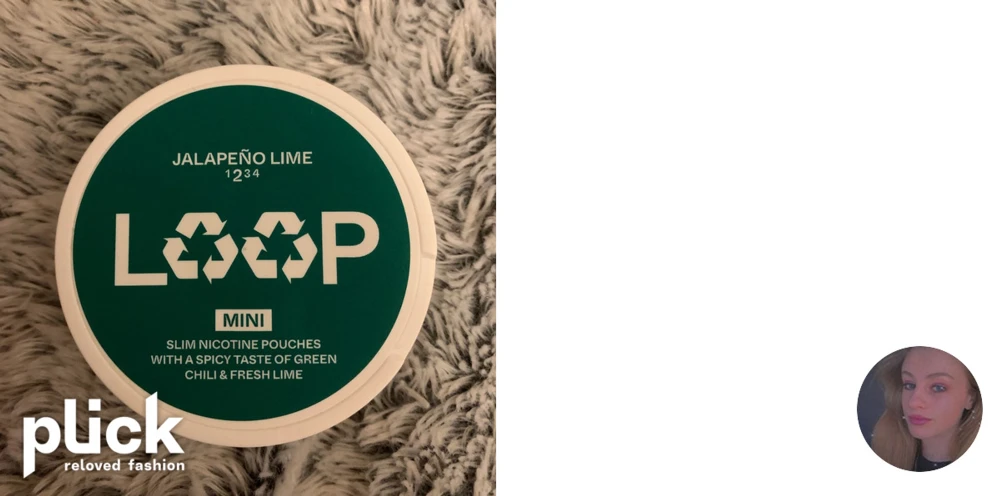 JALAPEÑO LIME
1234
LOOP
MINI
SLIM NICOTINE POUCHES
WITH A SPICY TASTE OF GREEN
CHILI & FRESH LIME
plick
reloved fashion